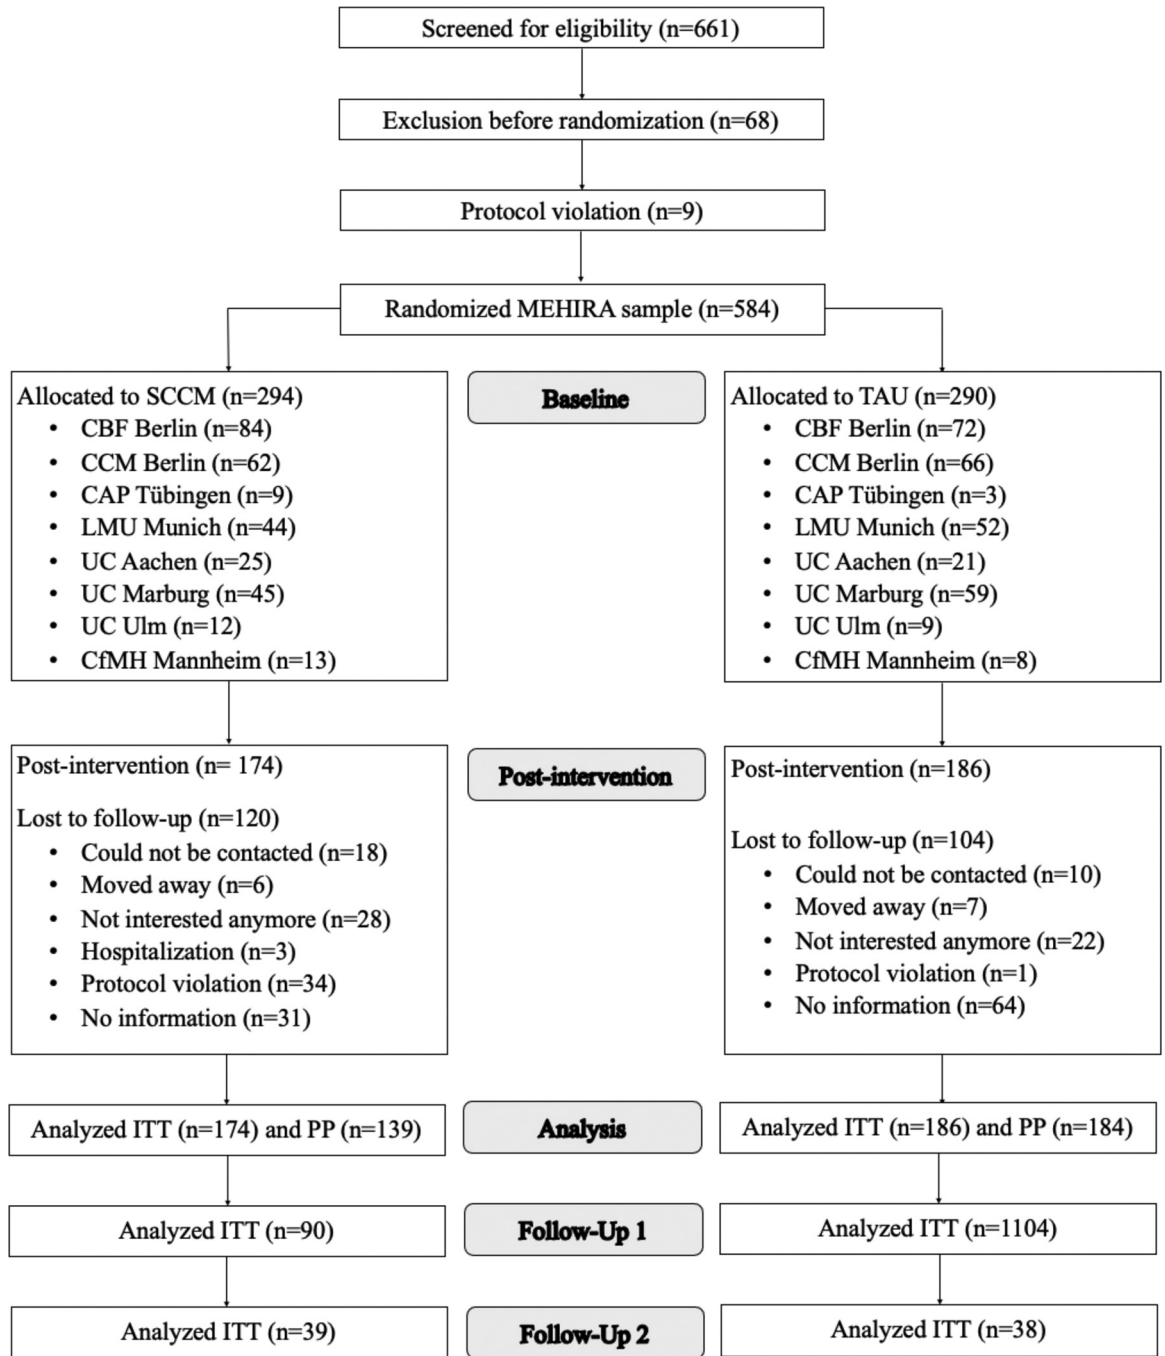 Screened for eligibility (n=661)
Exclusion before randomization (n=68)
Protocol violation (n=9)
Randomized MEHIRA sample (n=584)
Allocated to SCCM (n=294)
• CBF Berlin (n=84)
• CCM Berlin (n=62)
• CAP Tübingen (n=9)
• LMU Munich (n=44)
• UC Aachen (n=25)
• UC Marburg (n=45)
• UC Ulm (n=12)
• CfMH Mannheim (n=13)
Baseline
Allocated to TAU (n=290)
• CBF Berlin (n=72)
• CCM Berlin (n=66)
• CAP Tübingen (n=3)
• LMU Munich (n=52)
• UC Aachen (n=21)
• UC Marburg (n=59)
• UC Ulm (n=9)
• CfMH Mannheim (n=8)
Post-intervention (n= 174)
Lost to follow-up (n=120)
• Could not be contacted (n=18)
• Moved away (n=6)
• Not interested anymore (n=28)
• Hospitalization (n=3)
• Protocol violation (n=34)
• No information (n=31)
Post-intervention
Post-intervention (n=186)
Lost to follow-up (n=104)
• Could not be contacted (n=10)
• Moved away (n=7)
• Not interested anymore (n=22)
• Protocol violation (n=1)
• No information (n=64)
Analyzed ITT (n=174) and PP (n=139)
Analysis
Analyzed ITT (n=186) and PP (n=184)
Analyzed ITT (n=90)
Follow-Up 1
Analyzed ITT (n=1104)
Analyzed ITT (n=39)
Follow-Up 2
Analyzed ITT (n=38)